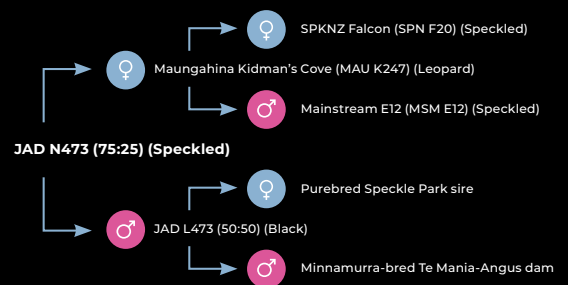 SPKNZ Falcon (SPN F20) (Speckled)
Maungahina Kidman's Cove (MAU K247) (Leopard)
Mainstream E12 (MSM E12) (Speckled)
JAD N473 (75:25) (Speckled)
Purebred Speckle Park sire
JAD L473 (50:50) (Black)
Minnamurra-bred Te Mania-Angus dam